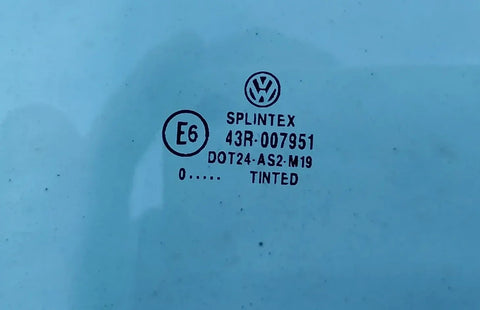 SPLINTEX
E6 43R-007951
DOT24-AS2-M19
0..... TINTED